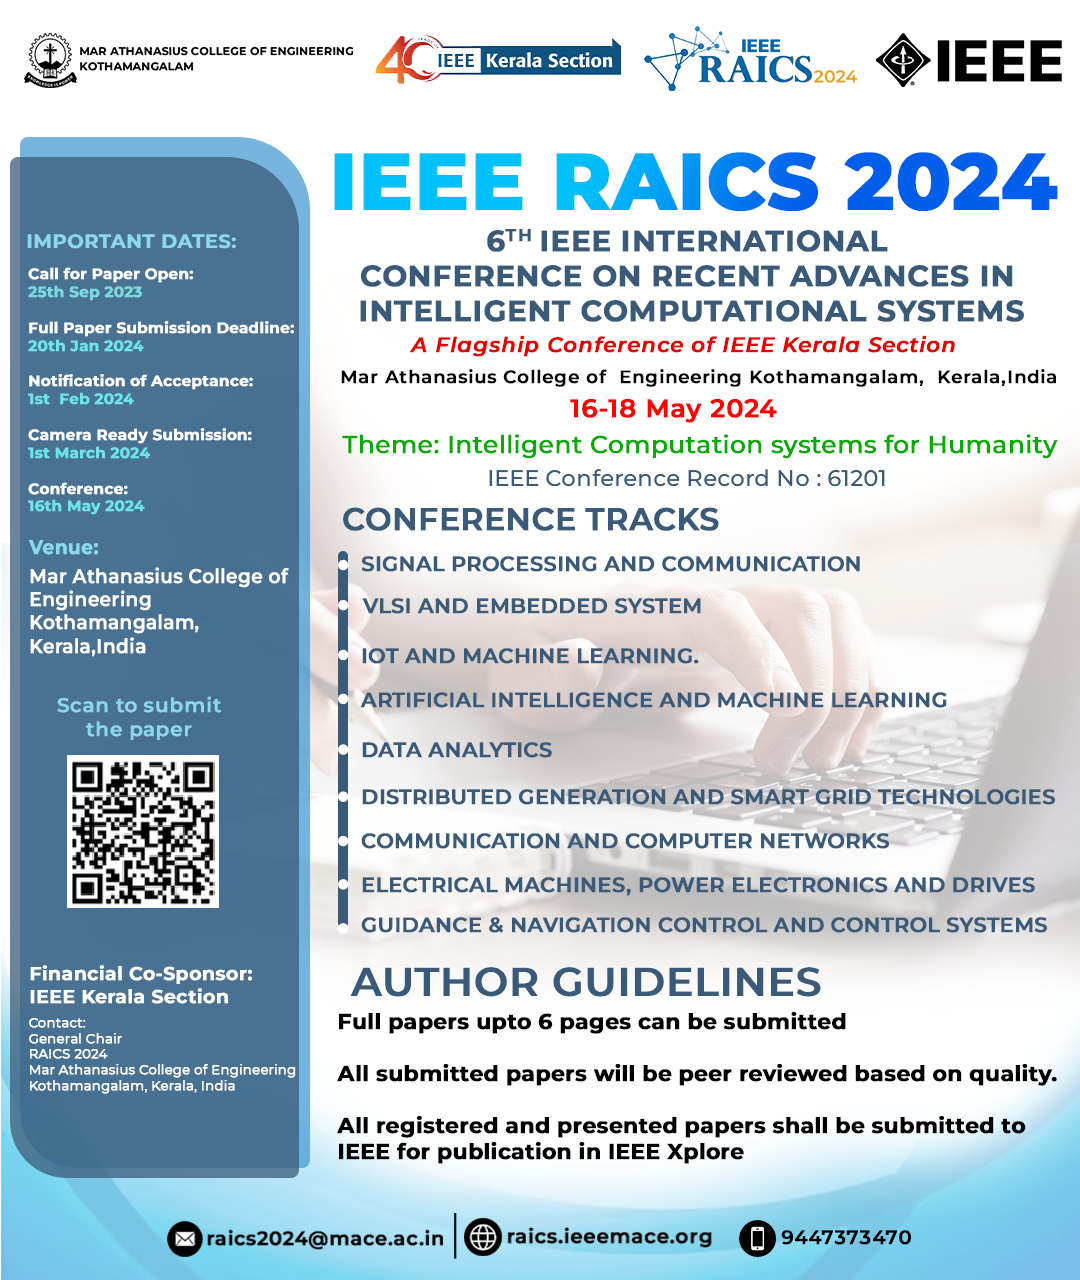 MAR ATHANASIUS COLLEGE OF ENGINEERING
KOTHAMANGALAM
40 IEEE Kerala Section
IEEE
RAICS 2024
IEEE
IEEE RAICS 2024
6TH IEEE INTERNATIONAL
CONFERENCE ON RECENT ADVANCES IN
INTELLIGENT COMPUTATIONAL SYSTEMS
A Flagship Conference of IEEE Kerala Section
Mar Athanasius College of Engineering Kothamangalam, Kerala,India
16-18 May 2024
Theme: Intelligent Computation systems for Humanity
IEEE Conference Record No : 61201
IMPORTANT DATES:
Call for Paper Open:
25th Sep 2023
Full Paper Submission Deadline:
20th Jan 2024
Notification of Acceptance:
1st Feb 2024
Camera Ready Submission:
1st March 2024
Conference:
16th May 2024
Venue:
Mar Athanasius College of
Engineering
Kothamangalam,
Kerala,India
Scan to submit
the paper
Financial Co-Sponsor:
IEEE Kerala Section
Contact:
General Chair
RAICS 2024
Mar Athanasius College of Engineering
Kothamangalam, Kerala, India
CONFERENCE TRACKS
SIGNAL PROCESSING AND COMMUNICATION
VLSI AND EMBEDDED SYSTEM
IOT AND MACHINE LEARNING.
ARTIFICIAL INTELLIGENCE AND MACHINE LEARNING
DATA ANALYTICS
DISTRIBUTED GENERATION AND SMART GRID TECHNOLOGIES
COMMUNICATION AND COMPUTER NETWORKS
ELECTRICAL MACHINES, POWER ELECTRONICS AND DRIVES
GUIDANCE & NAVIGATION CONTROL AND CONTROL SYSTEMS
AUTHOR GUIDELINES
Full papers upto 6 pages can be submitted
All submitted papers will be peer reviewed based on quality.
All registered and presented papers shall be submitted to
IEEE for publication in IEEE Xplore
raics2024@mace.ac.in
raics.ieeemace.org
9447373470